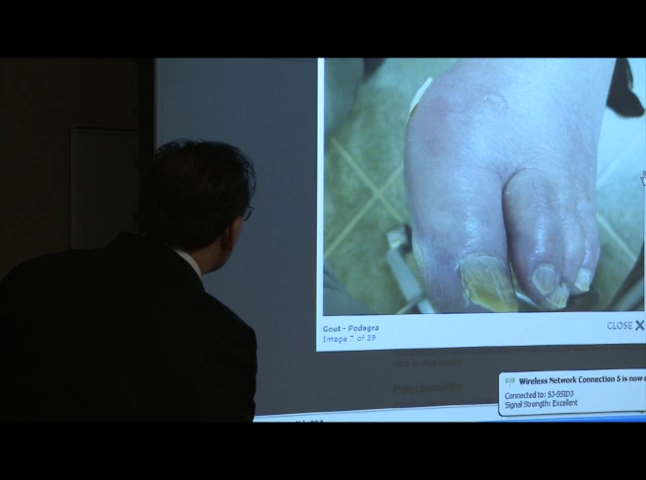 Gout - Podagra
CLOSE X
Image 7 of 39
Wireless Network Connection 5 is now
Connected to: SJ-SSID3
Signal Strength: Excellent